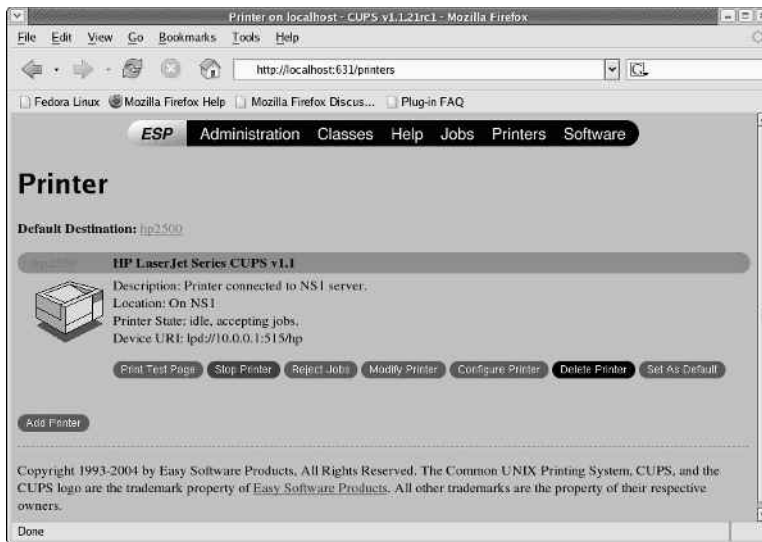 Printer on localhost - CUPS v1.1.21rc1 - Mozilla Firefox
File Edit View Go Bookmarks Tools Help
http://localhost:631/printers
Fedora Linux Mozilla Firefox Help Mozilla Firefox Discus... Plug-in FAQ
ESP Administration Classes Help Jobs Printers Software
Printer
Default Destination: hp2500
HP LaserJet Series CUPS v1.1
Description: Printer connected to NS1 server.
Location: On NS1
Printer State: idle, accepting jobs.
Device URI: lpd://10.0.0.1:515/hp
Print Test Page Stop Printer Reject Jobs Modify Printer Configure Printer Delete Printer Set As Default
Add Printer
Copyright 1993-2004 by Easy Software Products, All Rights Reserved. The Common UNIX Printing System, CUPS, and the
CUPS logo are the trademark property of Easy Software Products. All other trademarks are the property of their respective
owners.
Done